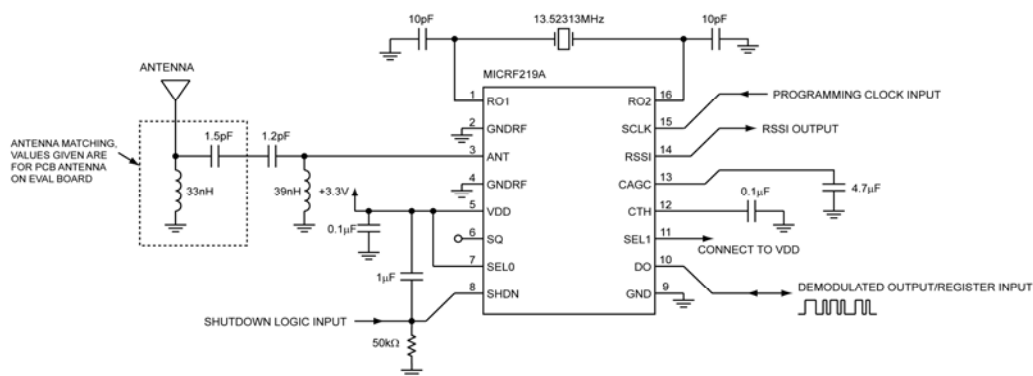 10pF
13.52313MHz
10pF
ANTENNA
MICRF219A
ANTENNA MATCHING,
VALUES GIVEN ARE
FOR PCB ANTENNA
ON EVAL BOARD
1.5pF
1.2pF
33nH
39nH
+3.3V
0.1μF
1μF
SHUTDOWN LOGIC INPUT
50kΩ
1 RO1
2 GNDRF
3 ANT
4 GNDRF
5 VDD
6 SQ
7 SEL0
8 SHDN
RO2 16
SCLK 15
RSSI 14
CAGC 13
CTH 12
SEL1 11
DO 10
GND 9
PROGRAMMING CLOCK INPUT
RSSI OUTPUT
4.7μF
0.1μF
CONNECT TO VDD
DEMODULATED OUTPUT/REGISTER INPUT